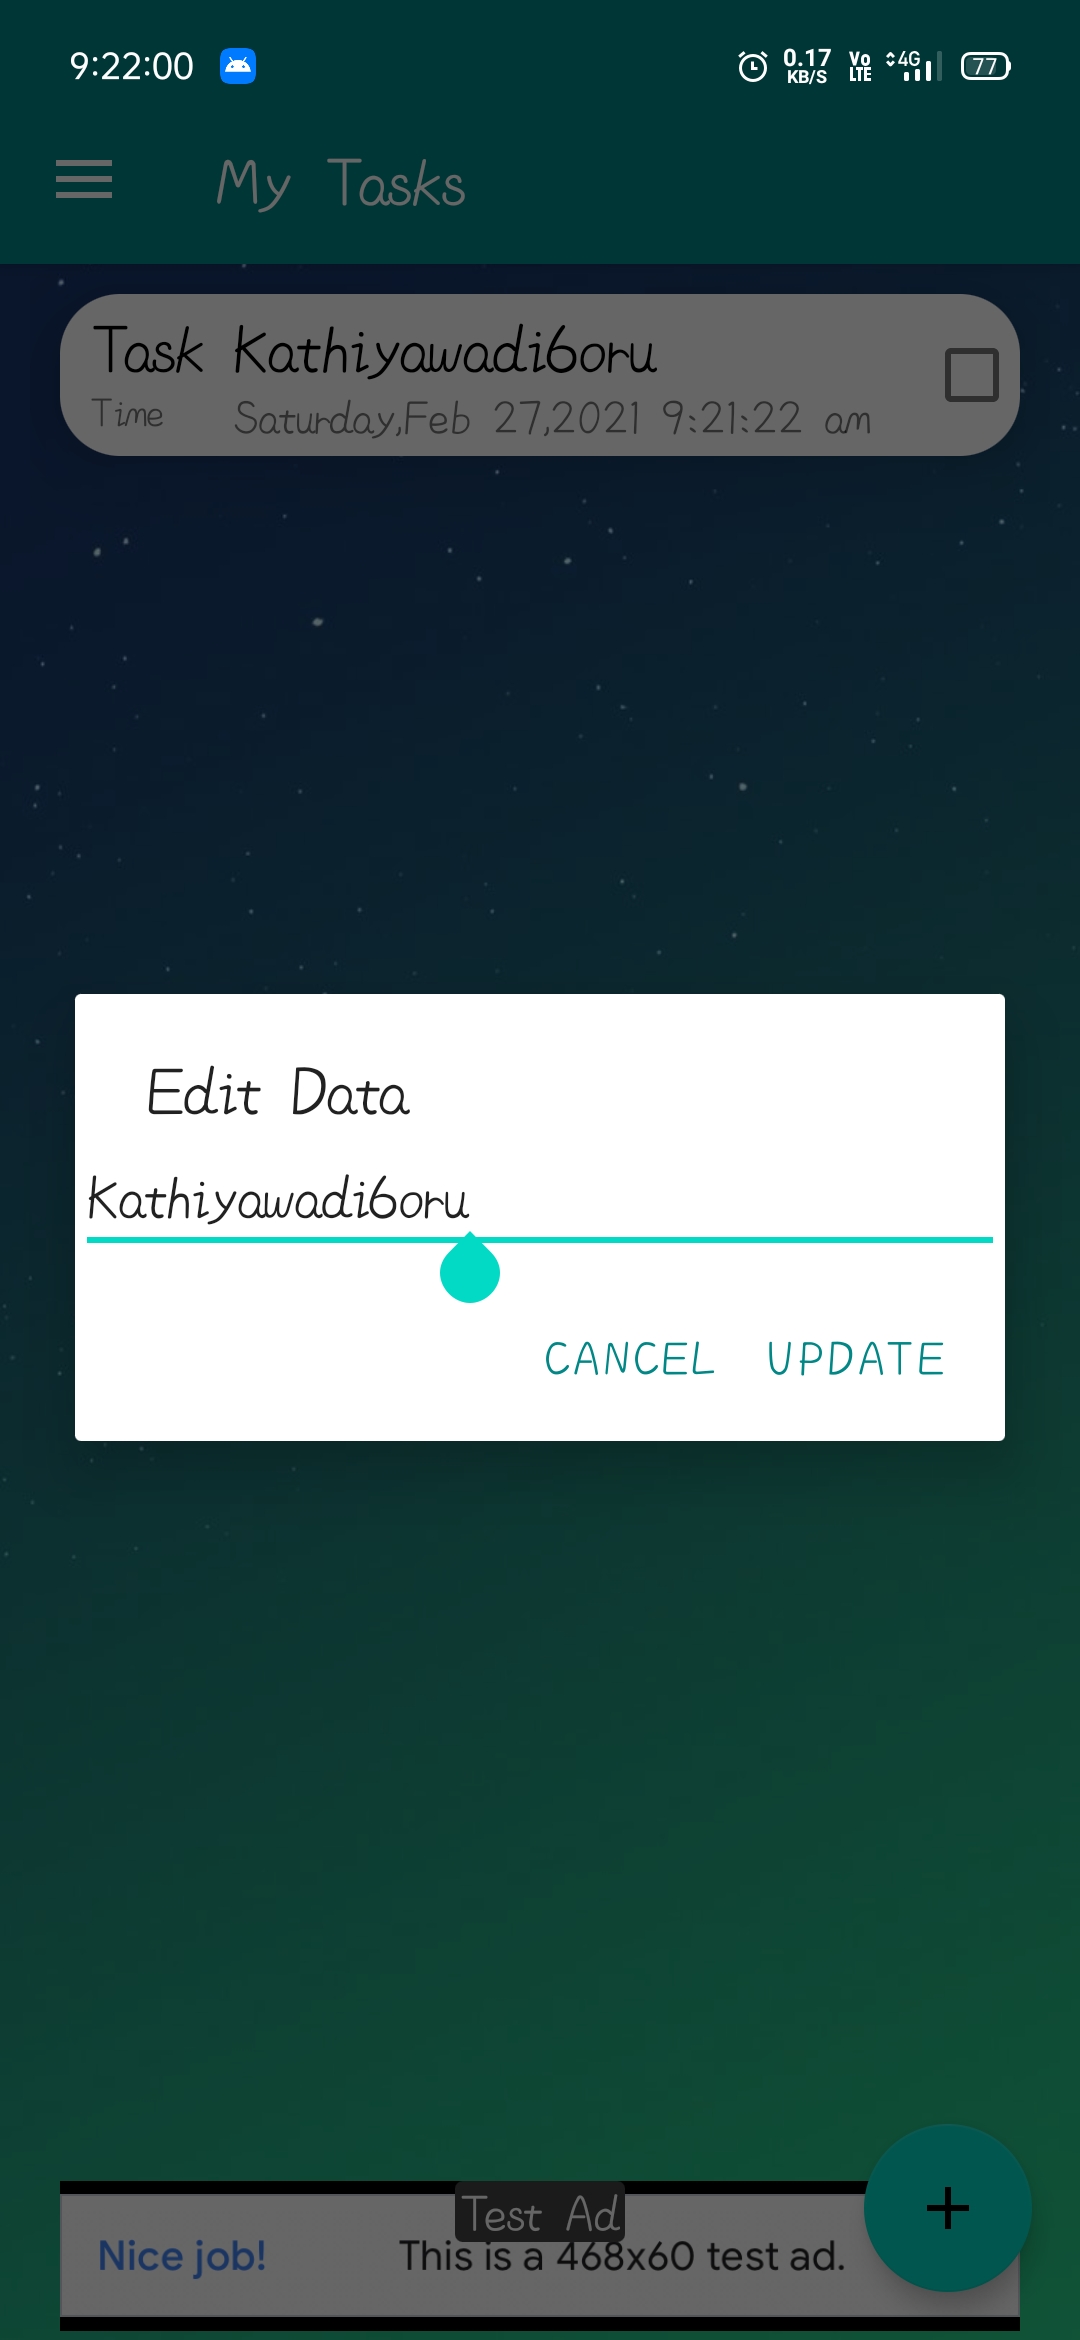 9:22:00 0.17 KB/S Vo LTE 4G 77
My Tasks
Task Kathiyawadi6oru
Time Saturday,Feb 27,2021 9:21:22 am
Edit Data
Kathiyawadi6oru
CANCEL UPDATE
Test Ad
Nice job! This is a 468x60 test ad.